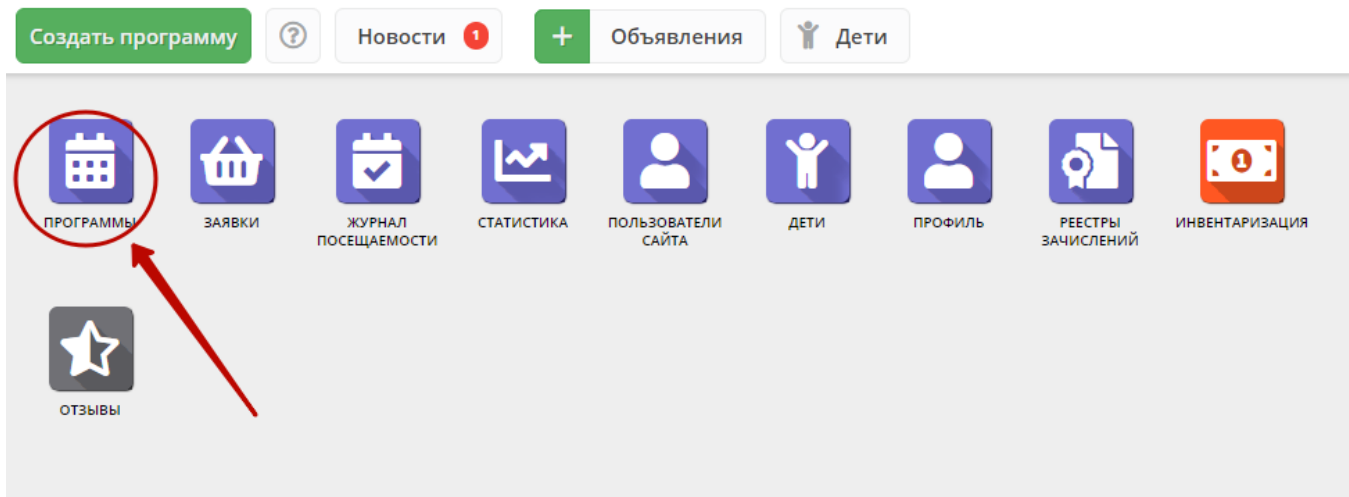 Создать программу
?
Новости 1
+ Объявления
Дети
ПРОГРАММЫ
ЗАЯВКИ
ЖУРНАЛ
ПОСЕЩАЕМОСТИ
СТАТИСТИКА
ПОЛЬЗОВАТЕЛИ
САЙТА
ДЕТИ
ПРОФИЛЬ
РЕЕСТРЫ
ЗАЧИСЛЕНИЙ
1
ИНВЕНТАРИЗАЦИЯ
ОТЗЫВЫ